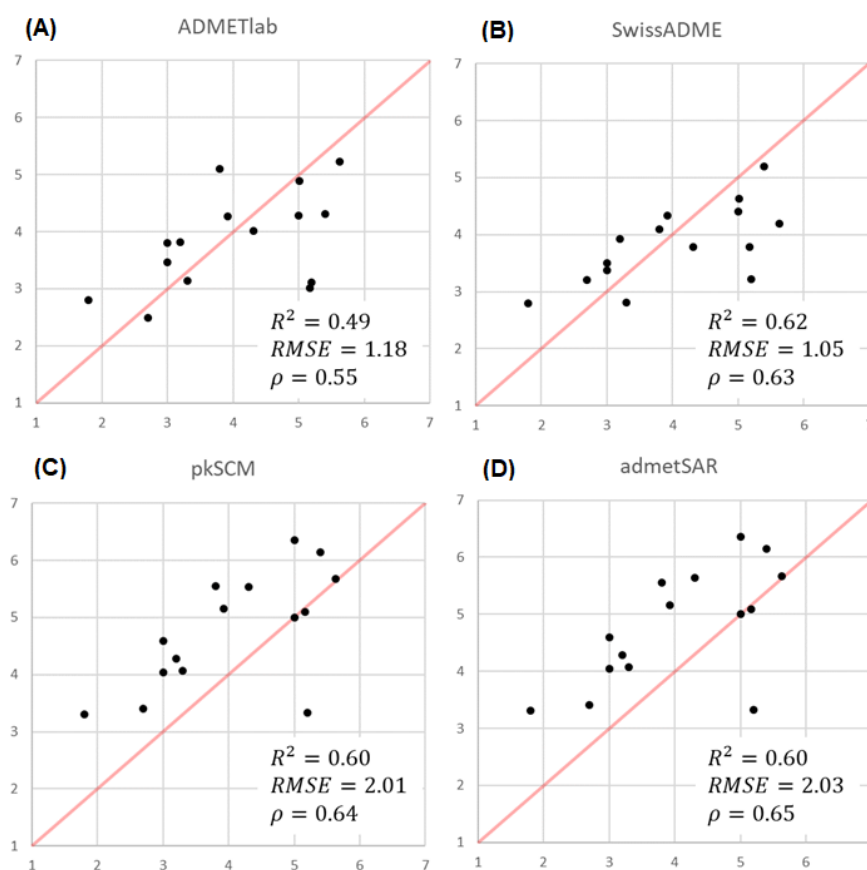 (A)
ADMETlab
7
6
5
4
3
2
1
1 2 3 4 5 6 7
R² = 0.49
RMSE = 1.18
ρ = 0.55
(B)
SwissADME
7
6
5
4
3
2
1
1 2 3 4 5 6 7
R² = 0.62
RMSE = 1.05
ρ = 0.63
(C)
pkSCM
7
6
5
4
3
2
1
1 2 3 4 5 6 7
R² = 0.60
RMSE = 2.01
ρ = 0.64
(D)
admetSAR
7
6
5
4
3
2
1
1 2 3 4 5 6
R² = 0.60
RMSE = 2.03
ρ = 0.65